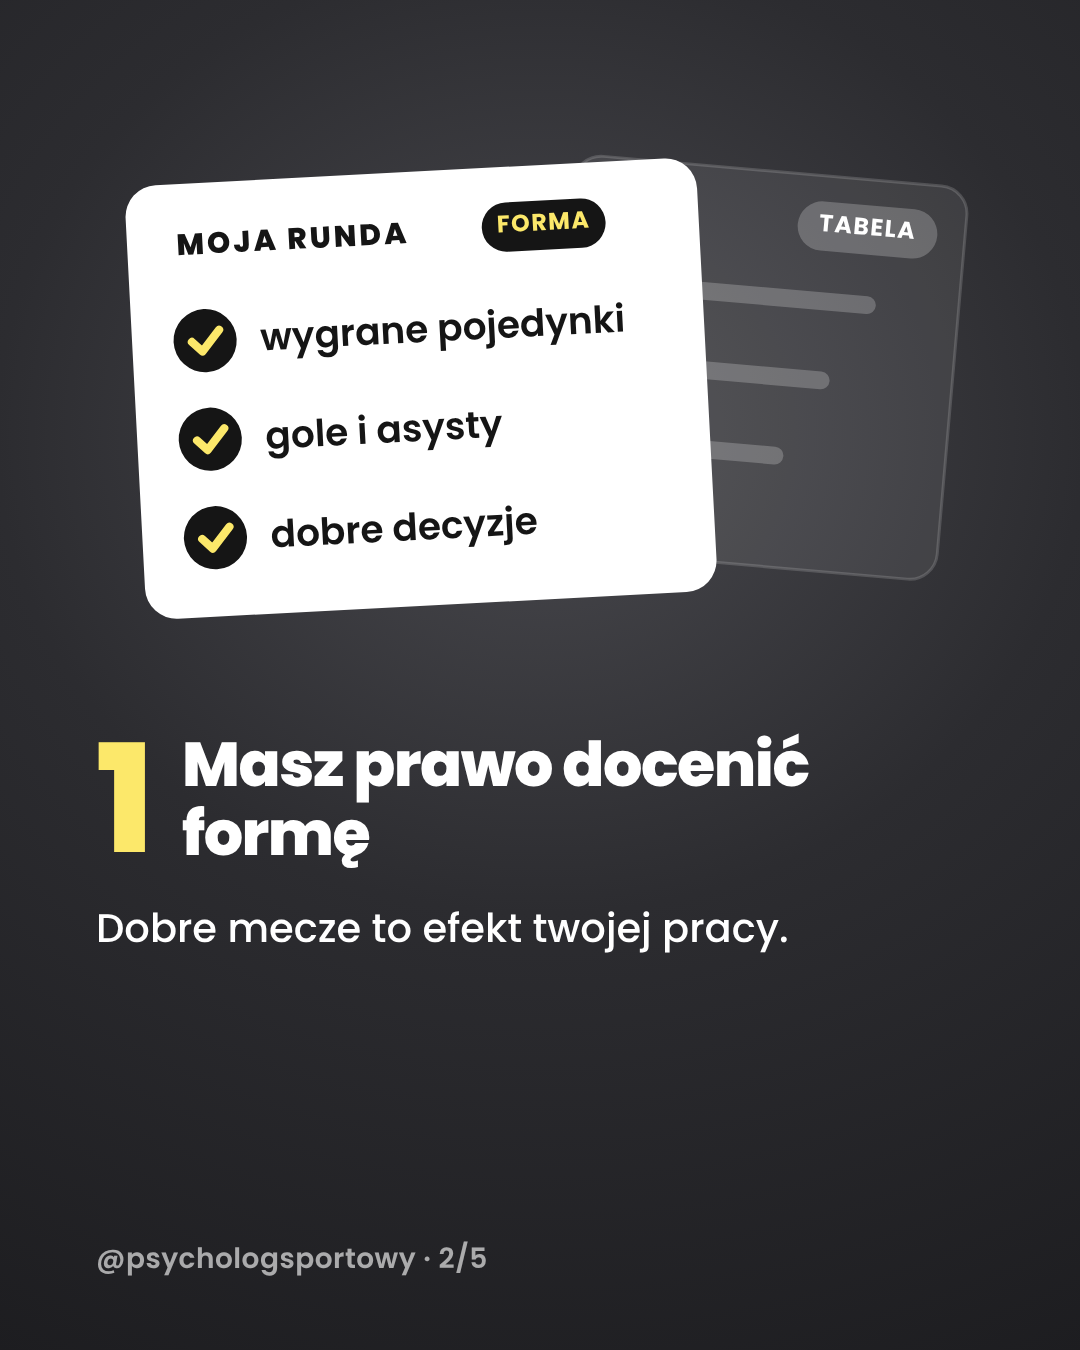 MOJA RUNDA
FORMA
TABELA
wygrane pojedynki
gole i asysty
dobre decyzje
1
Masz prawo docenić
formę
Dobre mecze to efekt twojej pracy.
@psychologsportowy · 2/5